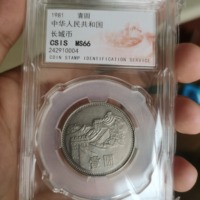 1981 壹圆
中华人民共和国
长城币
CSIS MS66
242910004
COIN STAMP IDENTIFICATION SERVICE
壹圆